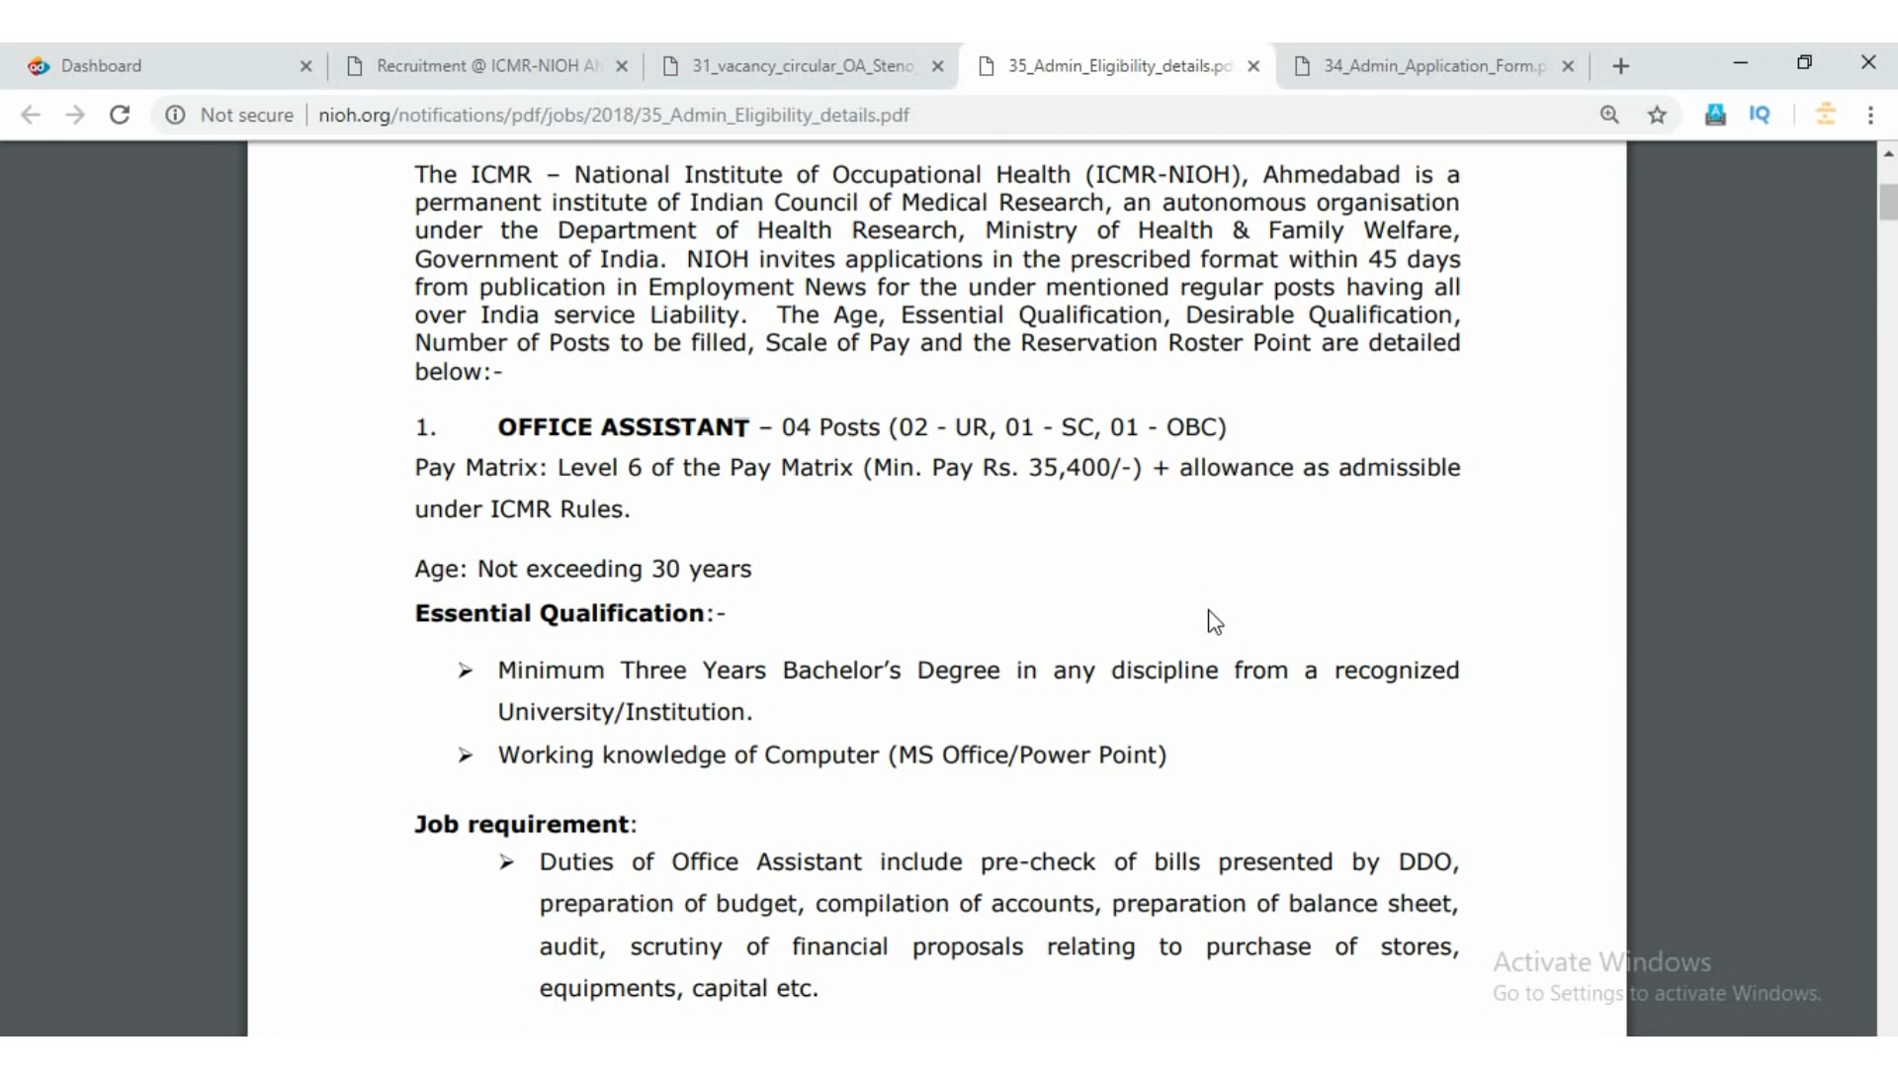 Dashboard
Recruitment @ ICMR-NIOH Ah
31_vacancy_circular_OA_Steno_
35_Admin_Eligibility_details.pd
34_Admin_Application_Form.p
Not secure
nioh.org/notifications/pdf/jobs/2018/35_Admin_Eligibility_details.pdf
IQ
The ICMR – National Institute of Occupational Health (ICMR-NIOH), Ahmedabad is a
permanent institute of Indian Council of Medical Research, an autonomous organisation
under the Department of Health Research, Ministry of Health & Family Welfare,
Government of India. NIOH invites applications in the prescribed format within 45 days
from publication in Employment News for the under mentioned regular posts having all
over India service Liability. The Age, Essential Qualification, Desirable Qualification,
Number of Posts to be filled, Scale of Pay and the Reservation Roster Point are detailed
below:-
1. OFFICE ASSISTANT – 04 Posts (02 - UR, 01 - SC, 01 - OBC)
Pay Matrix: Level 6 of the Pay Matrix (Min. Pay Rs. 35,400/-) + allowance as admissible
under ICMR Rules.
Age: Not exceeding 30 years
Essential Qualification:-
➢ Minimum Three Years Bachelor’s Degree in any discipline from a recognized
University/Institution.
➢ Working knowledge of Computer (MS Office/Power Point)
Job requirement:
➢ Duties of Office Assistant include pre-check of bills presented by DDO,
preparation of budget, compilation of accounts, preparation of balance sheet,
audit, scrutiny of financial proposals relating to purchase of stores,
equipments, capital etc.
Activate Windows
Go to Settings to activate Windows.